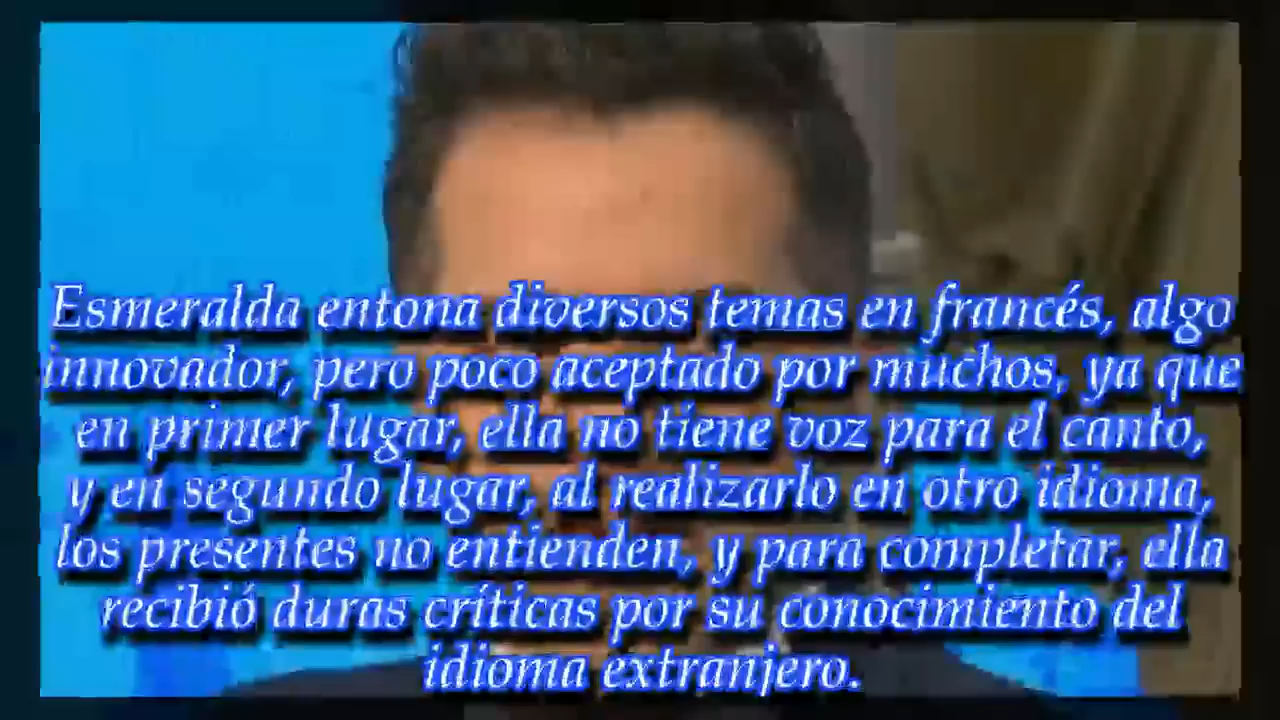 Esmeralda entona diversos temas en francés, algo
innovador, pero poco aceptado por muchos, ya que
en primer lugar, ella no tiene voz para el canto,
y en segundo lugar, al realizarlo en otro idioma,
los presentes no entienden, y para completar, ella
recibió duras críticas por su conocimiento del
idioma extranjero.